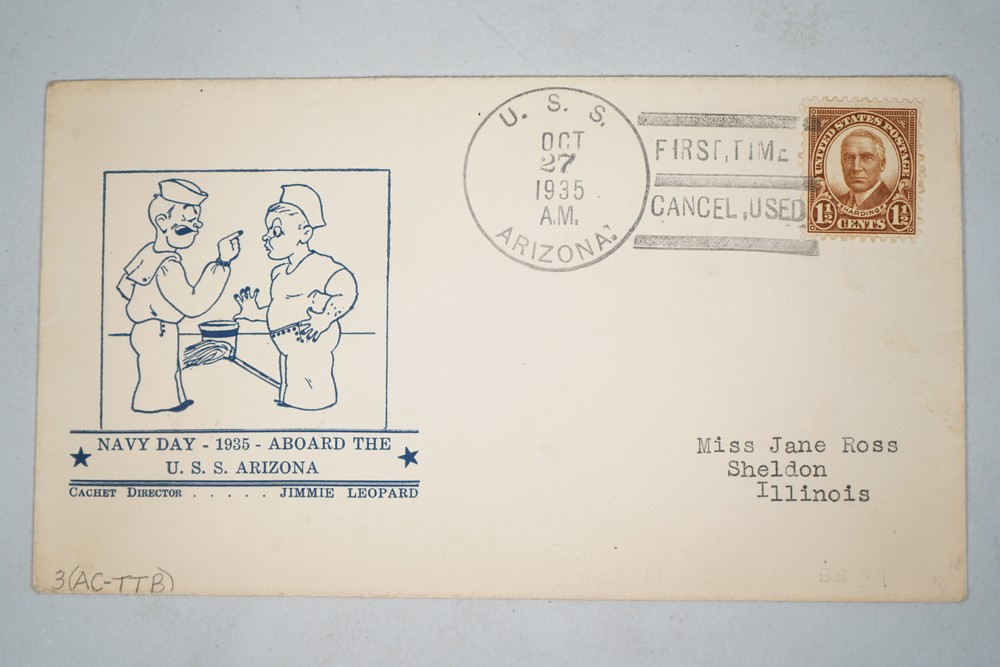 U. S. S.
OCT
27
1935
A.M.
ARIZONA.
FIRST, TIME
CANCEL, USED
UNITED STATES POSTAGE
HARDING
1½ 1½
CENTS
NAVY DAY - 1935 - ABOARD THE
U. S. S. ARIZONA
CACHET DIRECTOR . . . . . JIMMIE LEOPARD
Miss Jane Ross
Sheldon
Illinois
3(AC-TTB)